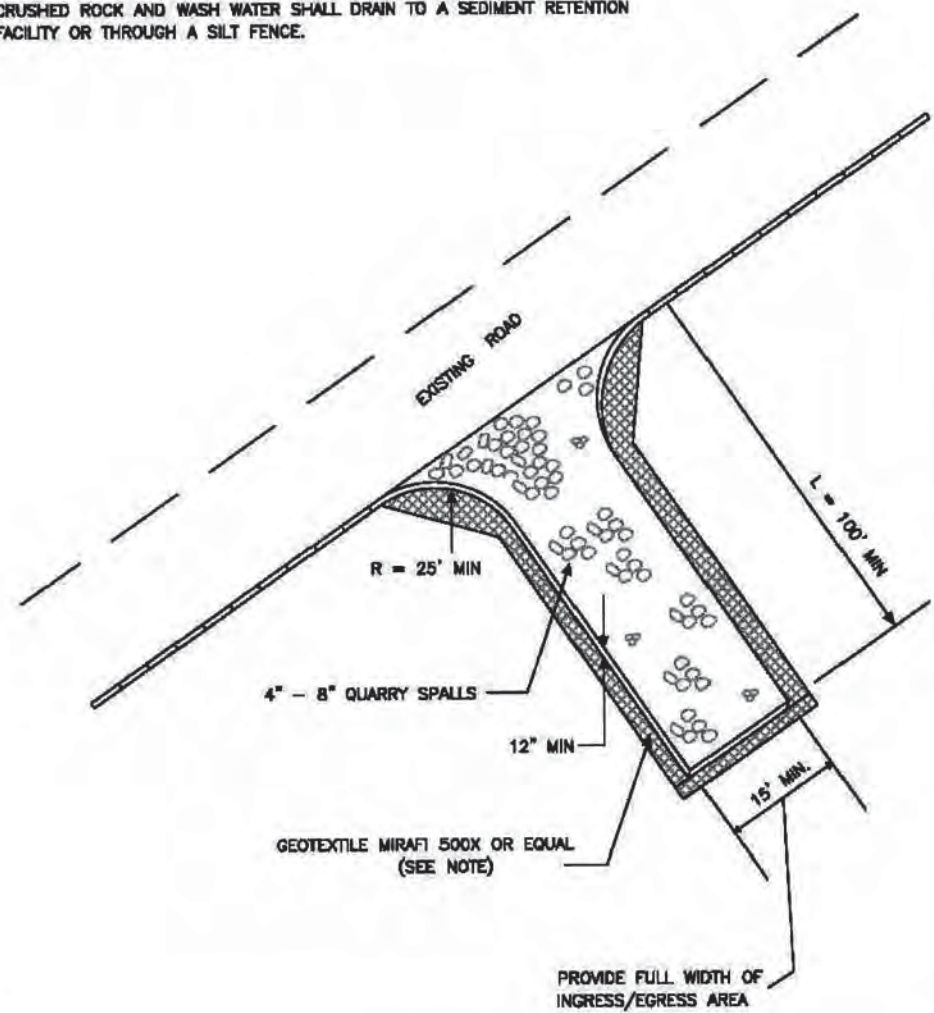 CRUSHED ROCK AND WASH WATER SHALL DRAIN TO A SEDIMENT RETENTION
FACILITY OR THROUGH A SILT FENCE.
EXISTING ROAD
L = 100' MIN
R = 25' MIN
4" - 8" QUARRY SPALLS
12" MIN
15' MIN.
GEOTEXTILE MIRAFI 500X OR EQUAL
(SEE NOTE)
PROVIDE FULL WIDTH OF
INGRESS/EGRESS AREA